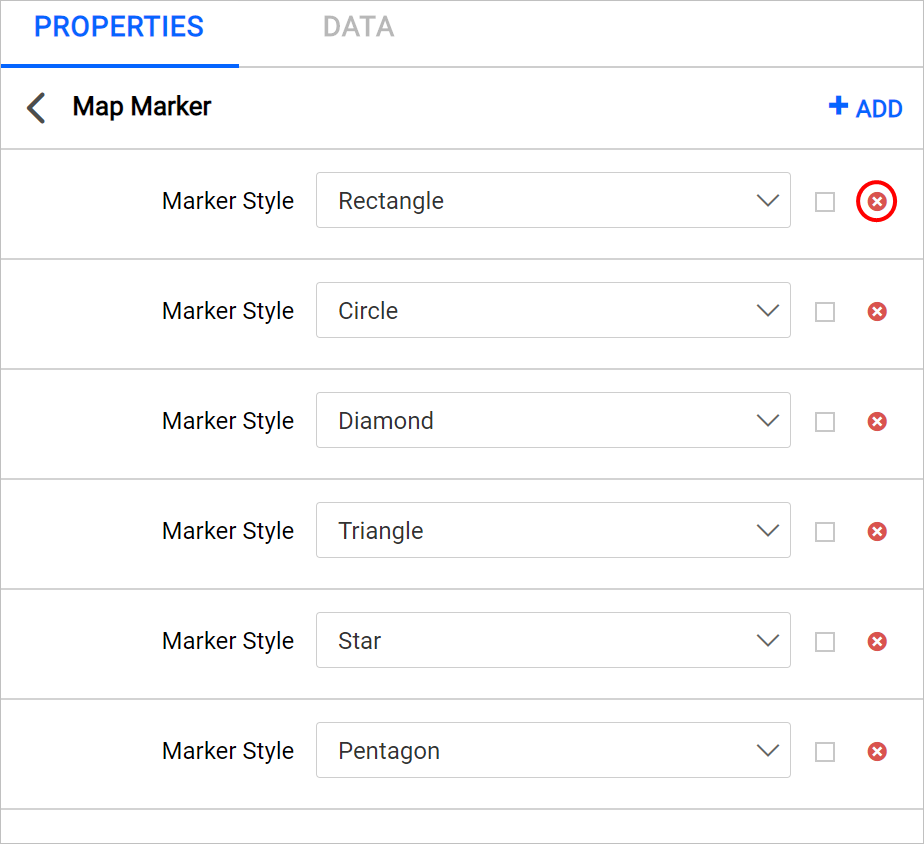 PROPERTIES DATA
Map Marker + ADD
Marker Style Rectangle
Marker Style Circle
Marker Style Diamond
Marker Style Triangle
Marker Style Star
Marker Style Pentagon